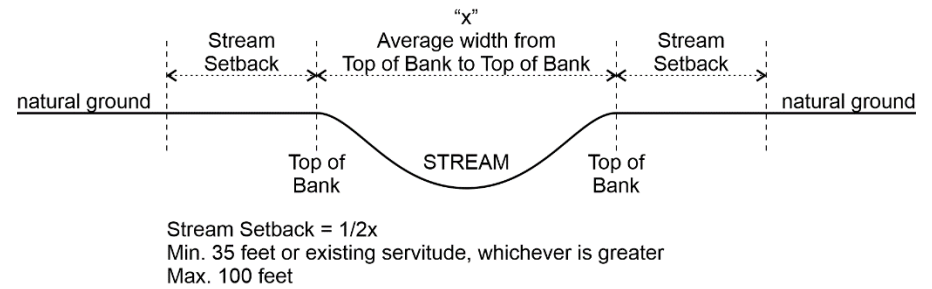 “x”
Stream
Setback
Average width from
Top of Bank to Top of Bank
Stream
Setback
natural ground
natural ground
Top of
Bank
STREAM
Top of
Bank
Stream Setback = 1/2x
Min. 35 feet or existing servitude, whichever is greater
Max. 100 feet